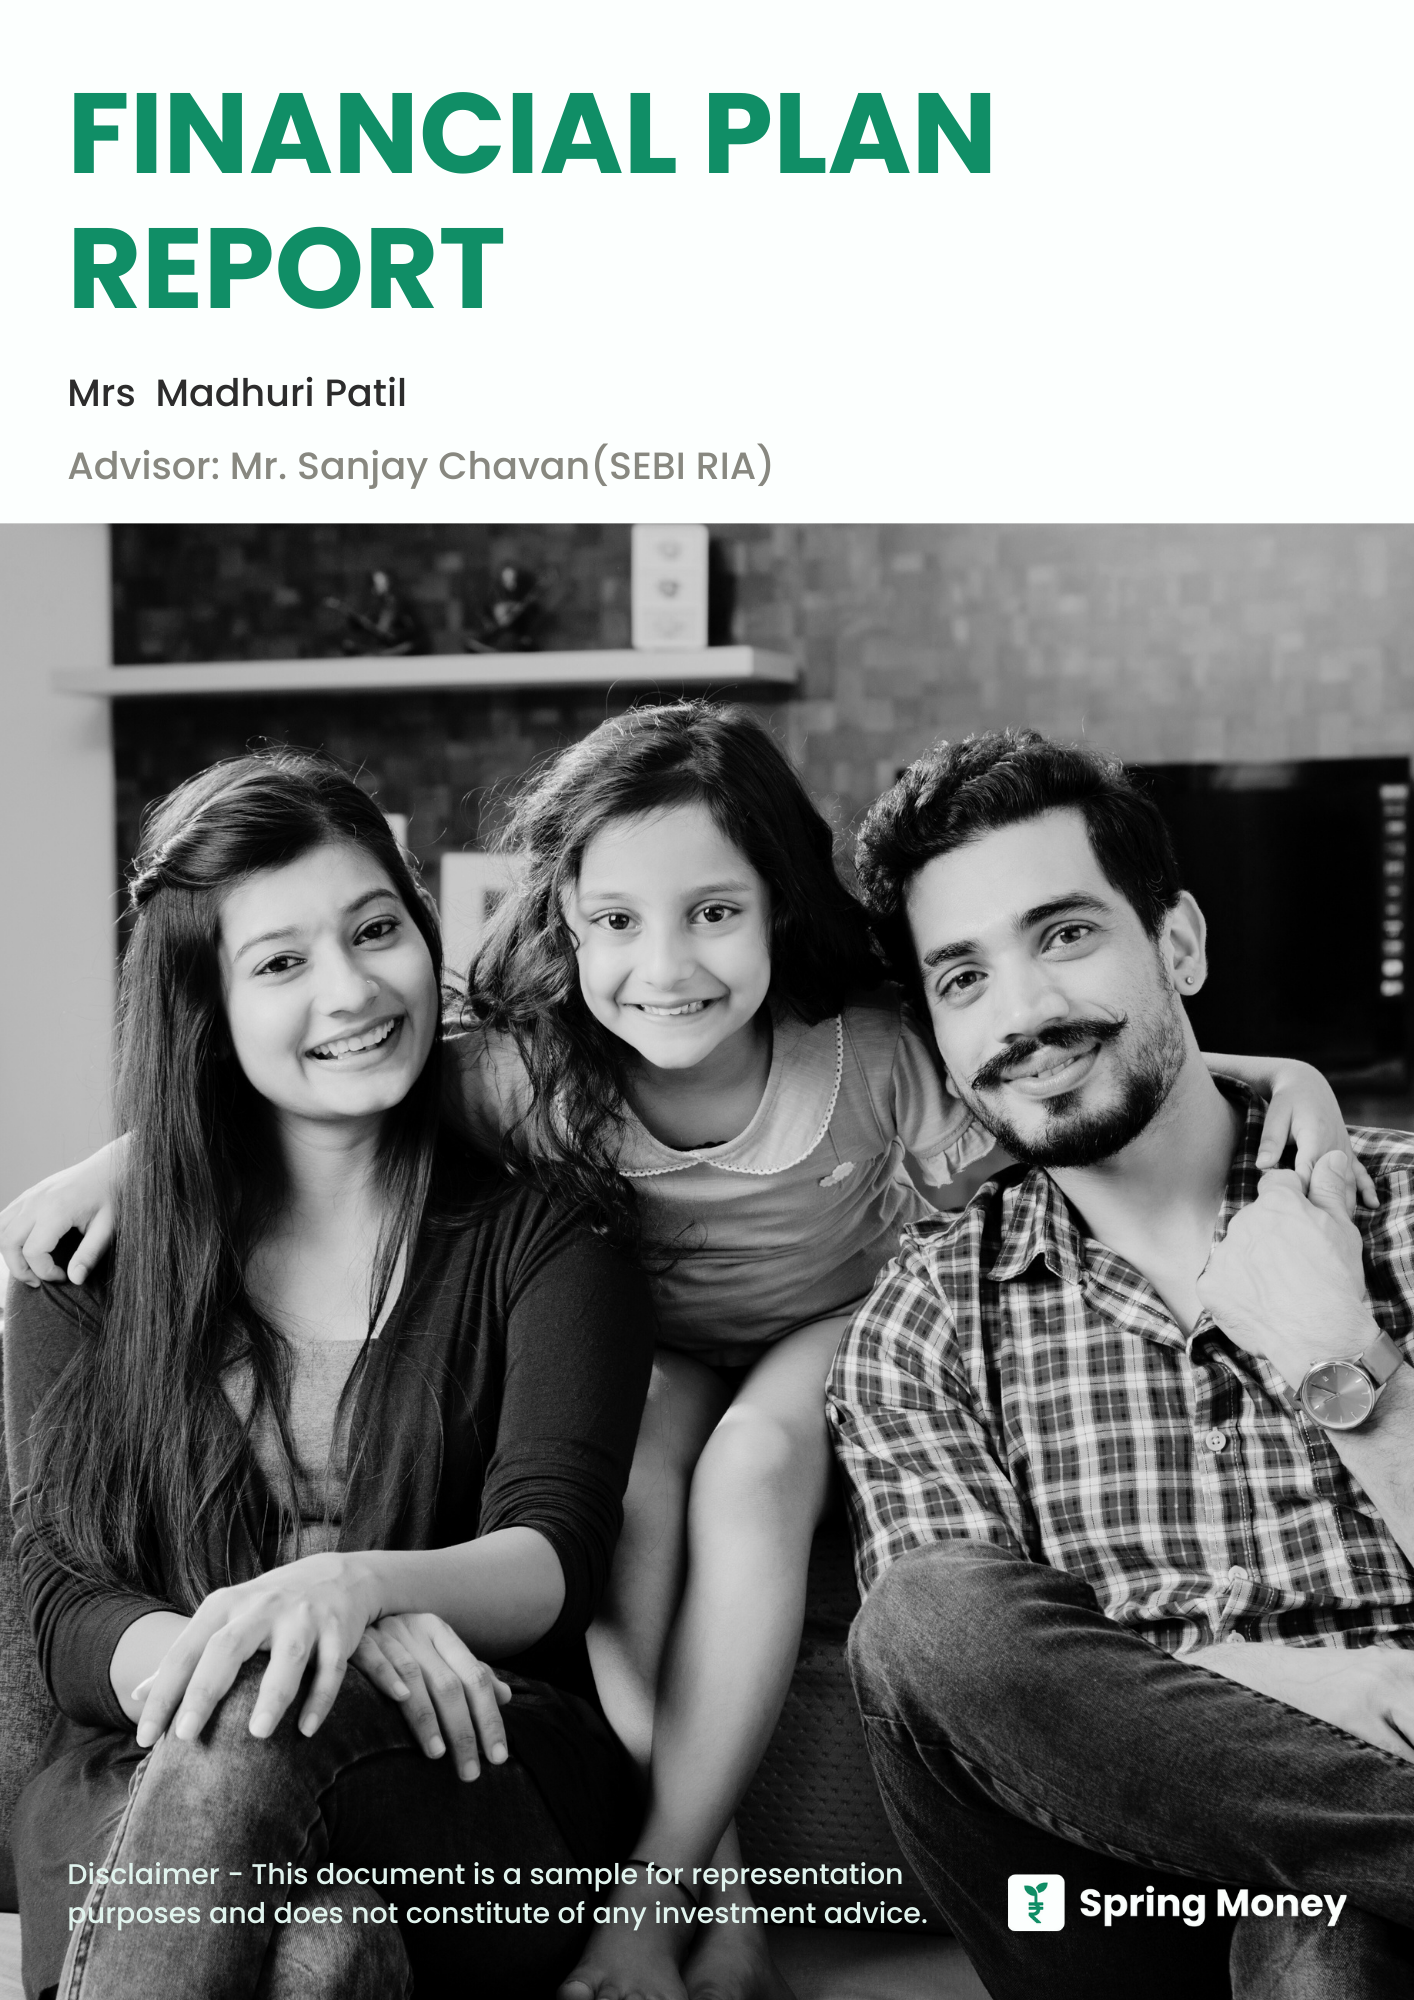 FINANCIAL PLAN
REPORT
Mrs  Madhuri Patil
Advisor: Mr. Sanjay Chavan(SEBI RIA)
Disclaimer - This document is a sample for representation
purposes and does not constitute of any investment advice.
Spring Money